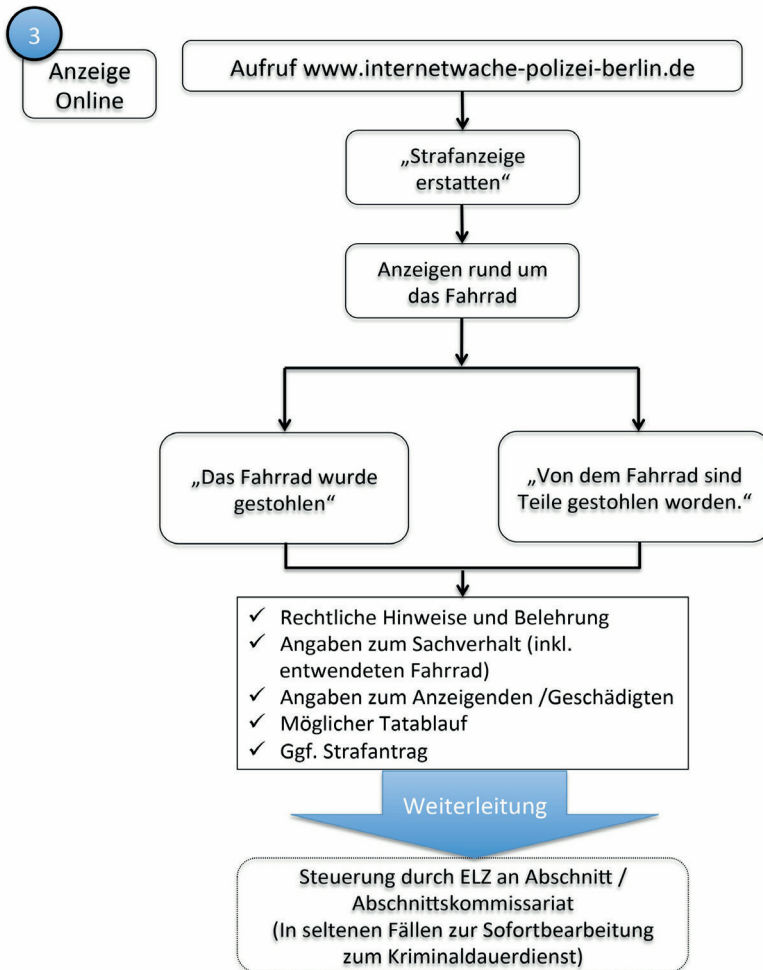 3
Anzeige
Online
Aufruf www.internetwache-polizei-berlin.de
„Strafanzeige
erstatten“
Anzeigen rund um
das Fahrrad
„Das Fahrrad wurde
gestohlen“
„Von dem Fahrrad sind
Teile gestohlen worden.“
✓ Rechtliche Hinweise und Belehrung
✓ Angaben zum Sachverhalt (inkl.
entwendeten Fahrrad)
✓ Angaben zum Anzeigenden /Geschädigten
✓ Möglicher Tatablauf
✓ Ggf. Strafantrag
Weiterleitung
Steuerung durch ELZ an Abschnitt /
Abschnittskommissariat
(In seltenen Fällen zur Sofortbearbeitung
zum Kriminaldauerdienst)